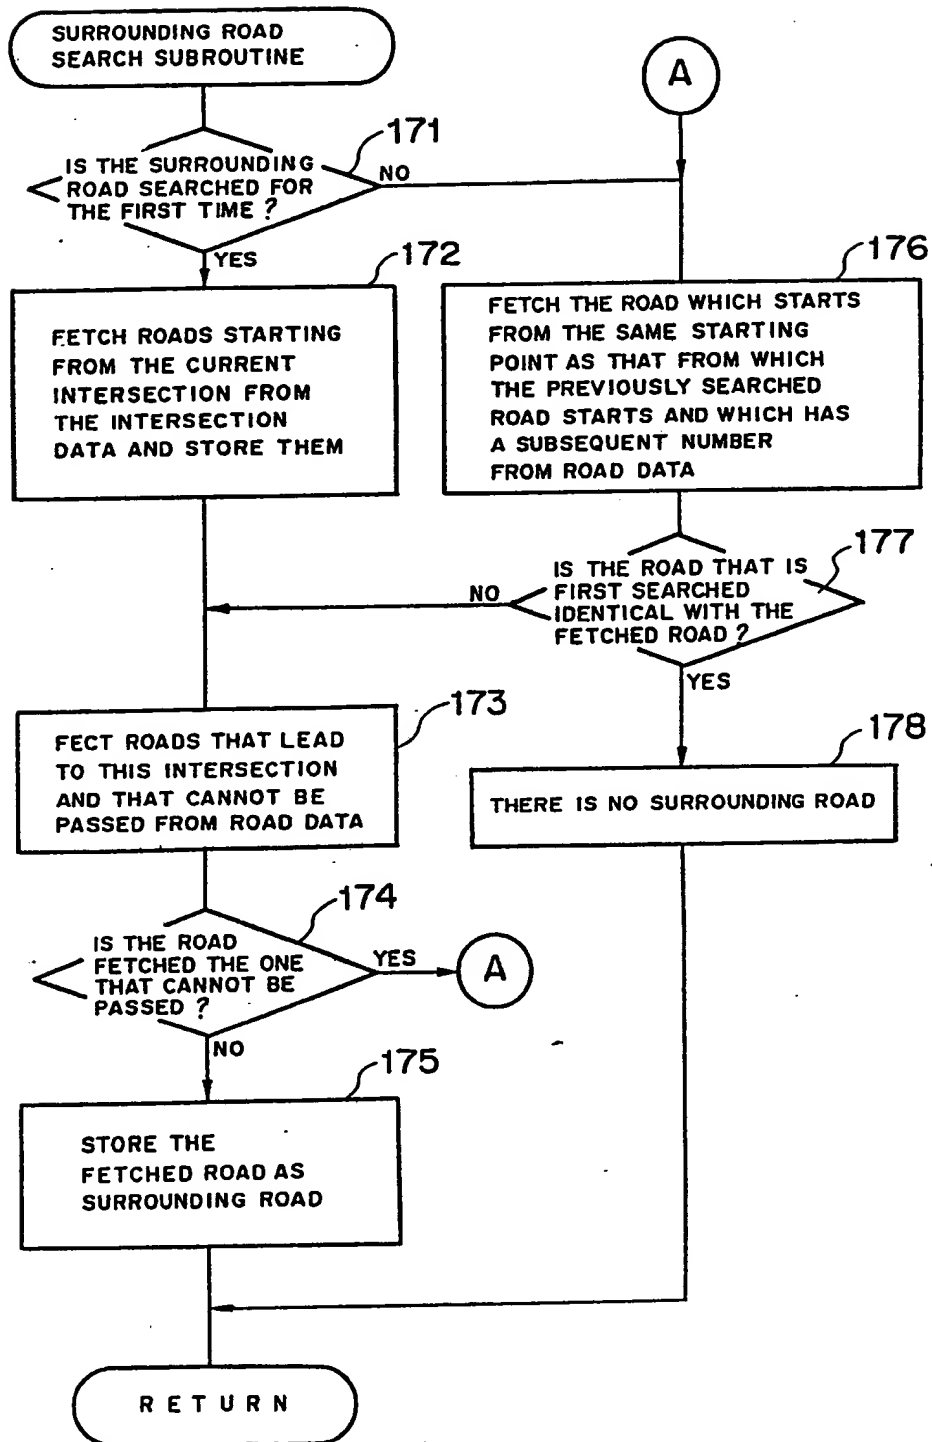 SURROUNDING ROAD
SEARCH SUBROUTINE
171
IS THE SURROUNDING
ROAD SEARCHED FOR
THE FIRST TIME ?
NO
YES
172
FETCH ROADS STARTING
FROM THE CURRENT
INTERSECTION FROM
THE INTERSECTION
DATA AND STORE THEM
173
FECT ROADS THAT LEAD
TO THIS INTERSECTION
AND THAT CANNOT BE
PASSED FROM ROAD DATA
174
IS THE ROAD
FETCHED THE ONE
THAT CANNOT BE
PASSED ?
YES
A
NO
175
STORE THE
FETCHED ROAD AS
SURROUNDING ROAD
A
176
FETCH THE ROAD WHICH STARTS
FROM THE SAME STARTING
POINT AS THAT FROM WHICH
THE PREVIOUSLY SEARCHED
ROAD STARTS AND WHICH HAS
A SUBSEQUENT NUMBER
FROM ROAD DATA
177
IS THE ROAD THAT IS
FIRST SEARCHED
IDENTICAL WITH THE
FETCHED ROAD ?
NO
YES
178
THERE IS NO SURROUNDING ROAD
RETURN